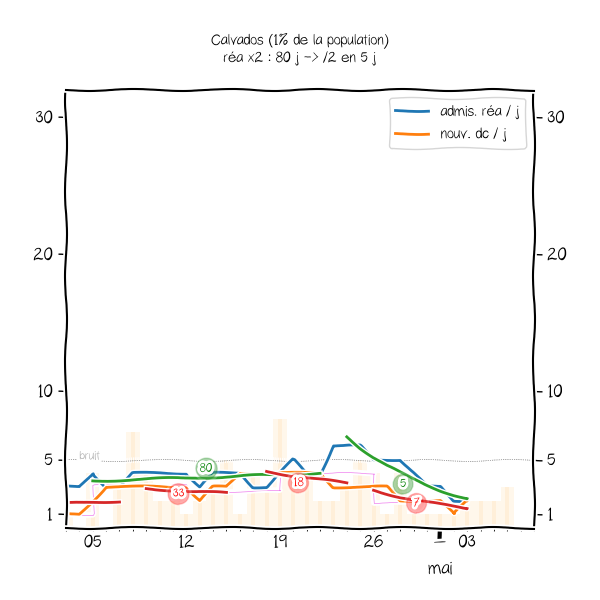 Calvados (1% de la population)
réa x2 : 80 j -> /2 en 5 j
admis. réa / j
nouv. dc / j
30 30
20 20
10 10
5 bruit 5
80
33
18
5
7
1 1
05 12 19 26 03
mai